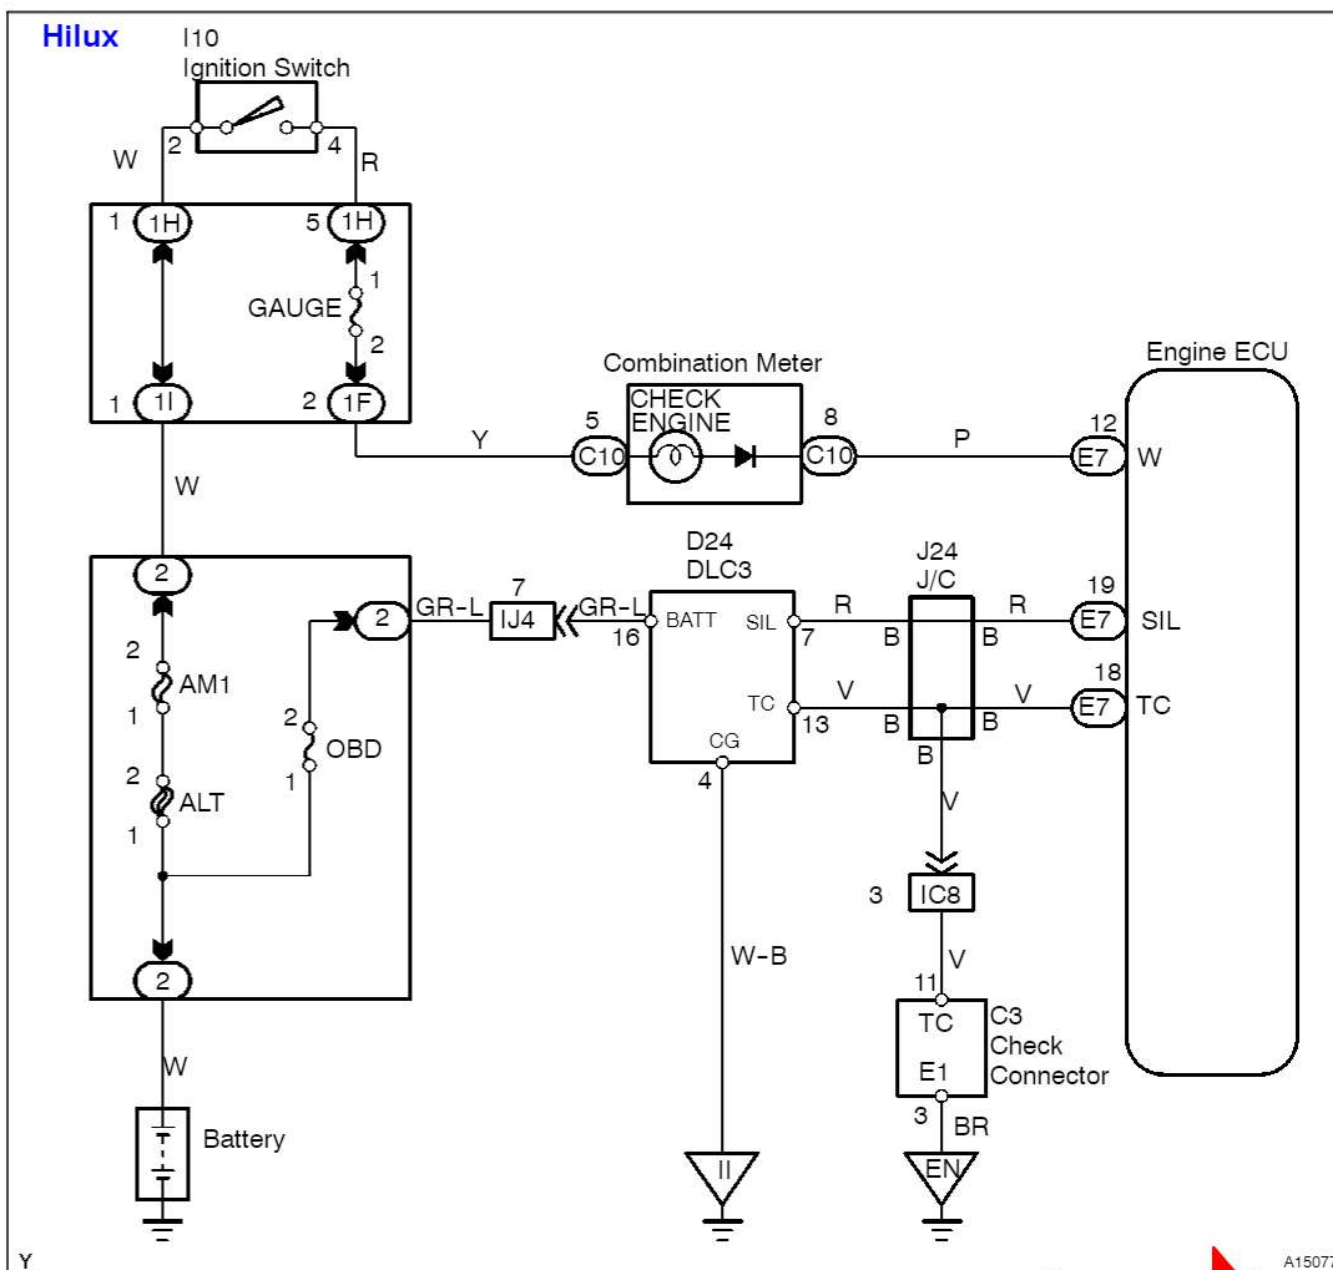 Hilux
I10
Ignition Switch
2
4
W
R
1
1H
5
1H
1
GAUGE
2
1
1I
2
1F
Engine ECU
Combination Meter
CHECK
ENGINE
5
8
12
Y
C10
C10
P
E7
W
W
D24
DLC3
J24
J/C
2
7
19
GR-L
GR-L
R
R
2
IJ4
BATT
SIL
E7
SIL
16
7
B
B
2
18
AM1
V
V
TC
E7
TC
1
2
13
B
B
OBD
CG
B
2
1
4
ALT
V
1
3
IC8
W-B
V
2
11
TC
C3
Check
Connector
E1
W
3
BR
Battery
II
EN
Y
A15077